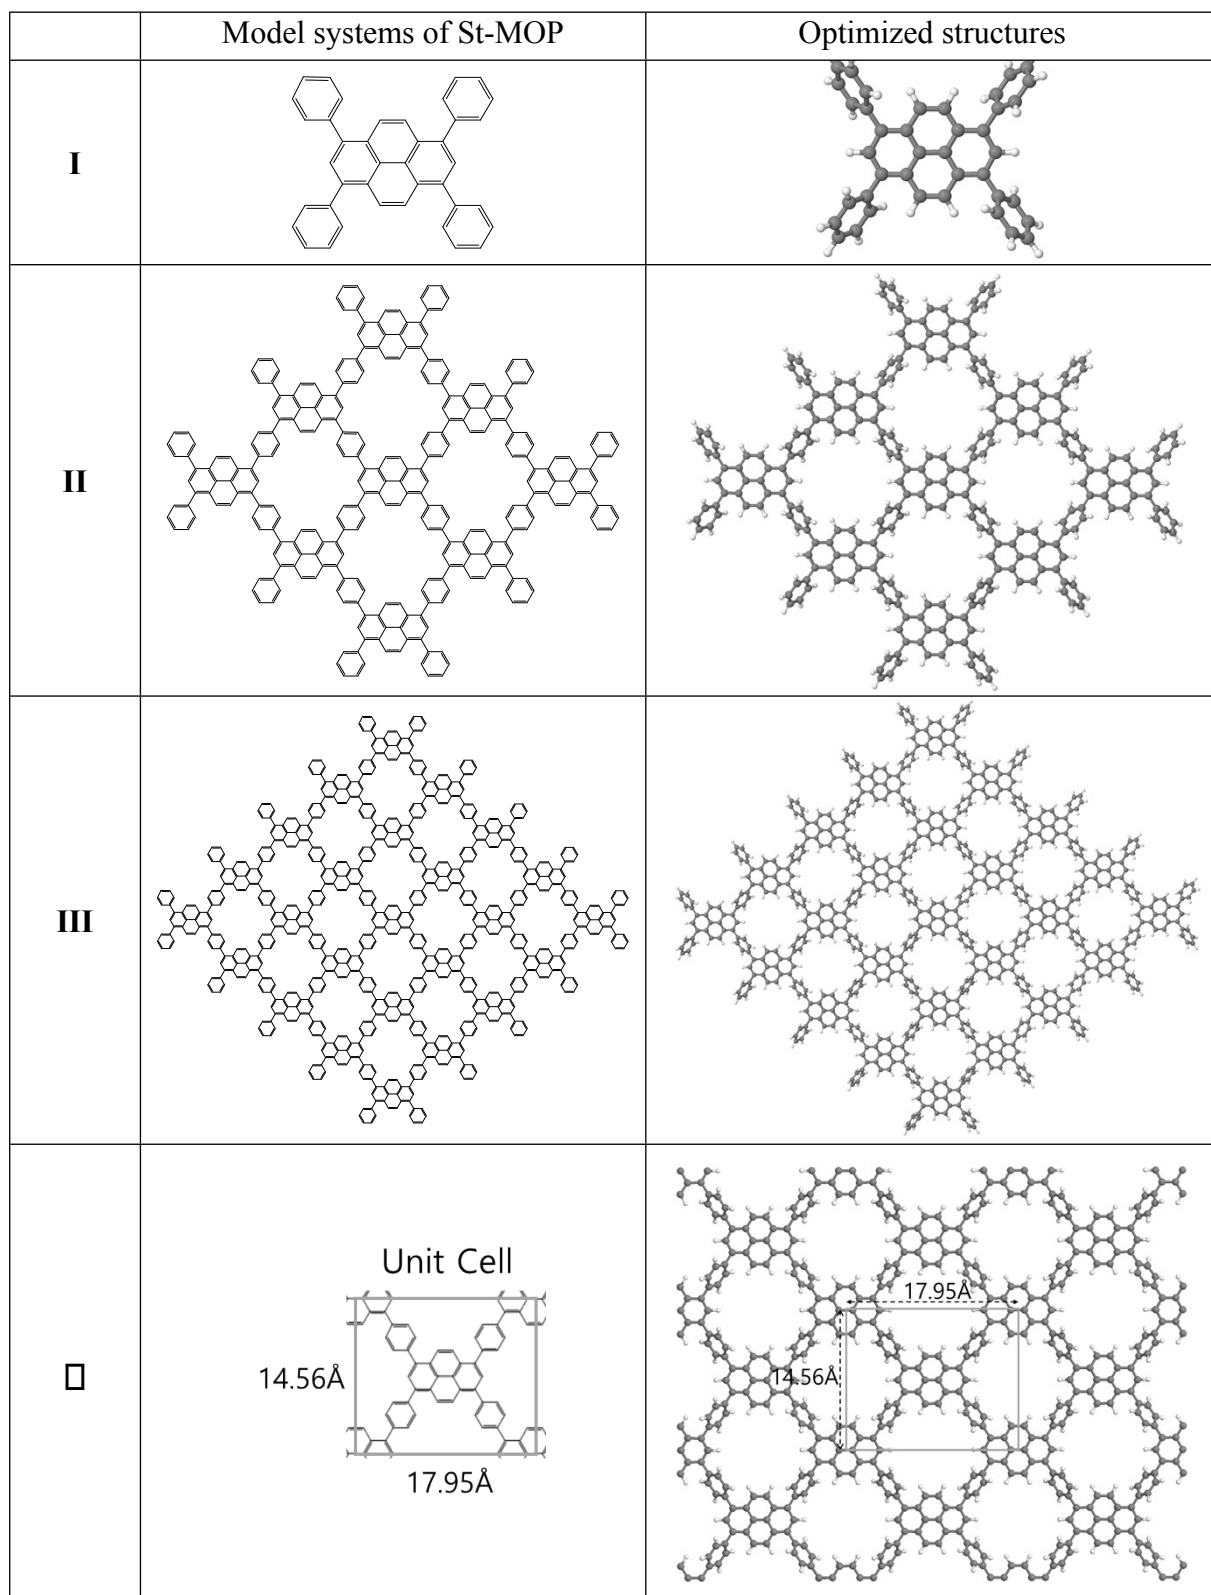 Model systems of St-MOP
Optimized structures
I
II
III
Unit Cell
14.56Å
17.95Å
17.95Å
14.56Å